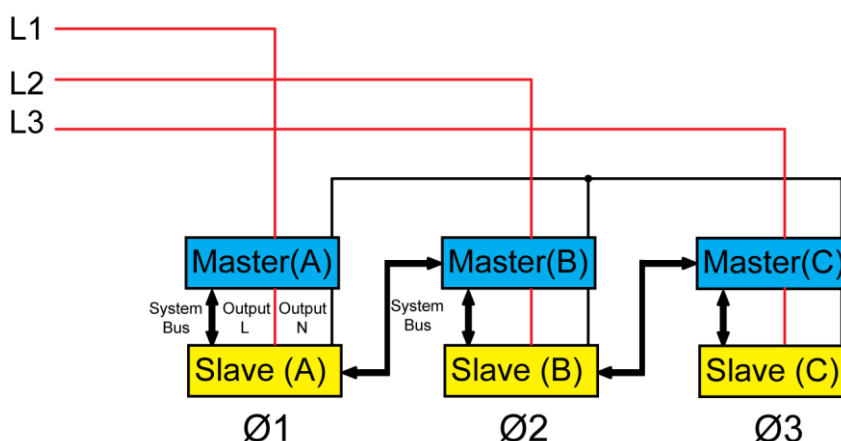 L1
L2
L3
Master(A)
Master(B)
Master(C)
System
Bus
Output
L
Output
N
System
Bus
Slave (A)
Slave (B)
Slave (C)
Ø1
Ø2
Ø3